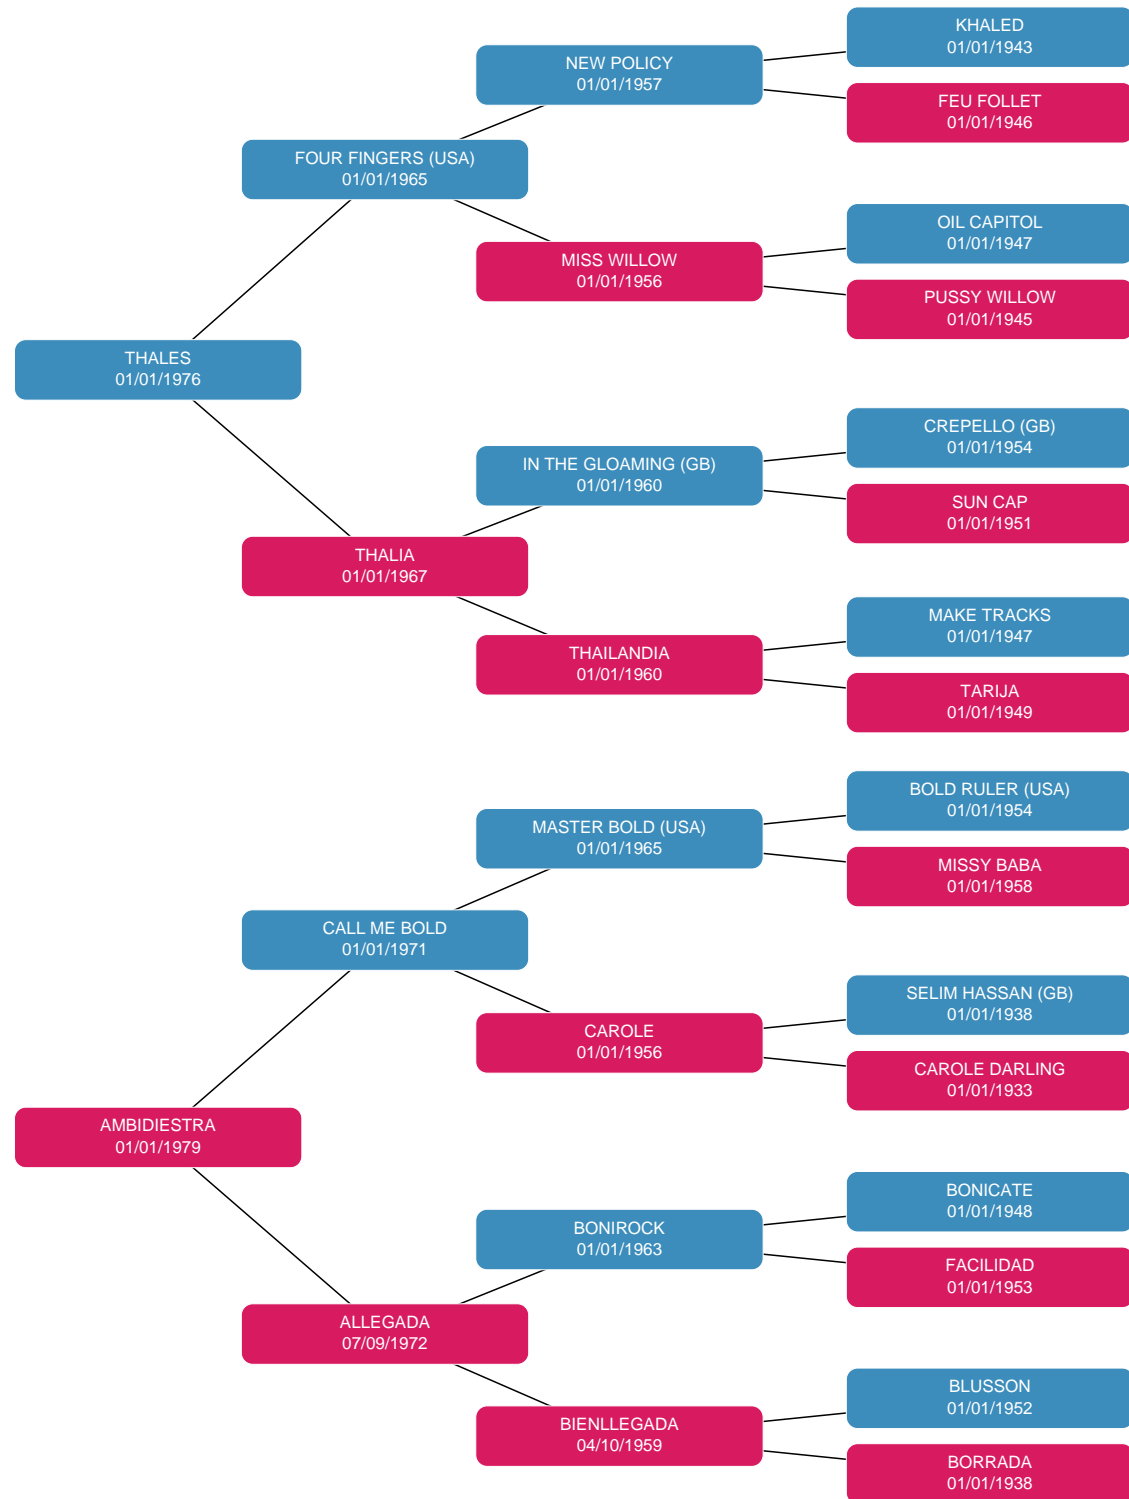 KHALED
01/01/1943
NEW POLICY
01/01/1957
FEU FOLLET
01/01/1946
FOUR FINGERS (USA)
01/01/1965
OIL CAPITOL
01/01/1947
MISS WILLOW
01/01/1956
PUSSY WILLOW
01/01/1945
THALES
01/01/1976
CREPELLO (GB)
01/01/1954
IN THE GLOAMING (GB)
01/01/1960
SUN CAP
01/01/1951
THALIA
01/01/1967
MAKE TRACKS
01/01/1947
THAILANDIA
01/01/1960
TARIJA
01/01/1949
BOLD RULER (USA)
01/01/1954
MASTER BOLD (USA)
01/01/1965
MISSY BABA
01/01/1958
CALL ME BOLD
01/01/1971
SELIM HASSAN (GB)
01/01/1938
CAROLE
01/01/1956
CAROLE DARLING
01/01/1933
AMBIDIESTRA
01/01/1979
BONICATE
01/01/1948
BONIROCK
01/01/1963
FACILIDAD
01/01/1953
ALLEGADA
07/09/1972
BLUSSON
01/01/1952
BIENLLEGADA
04/10/1959
BORRADA
01/01/1938